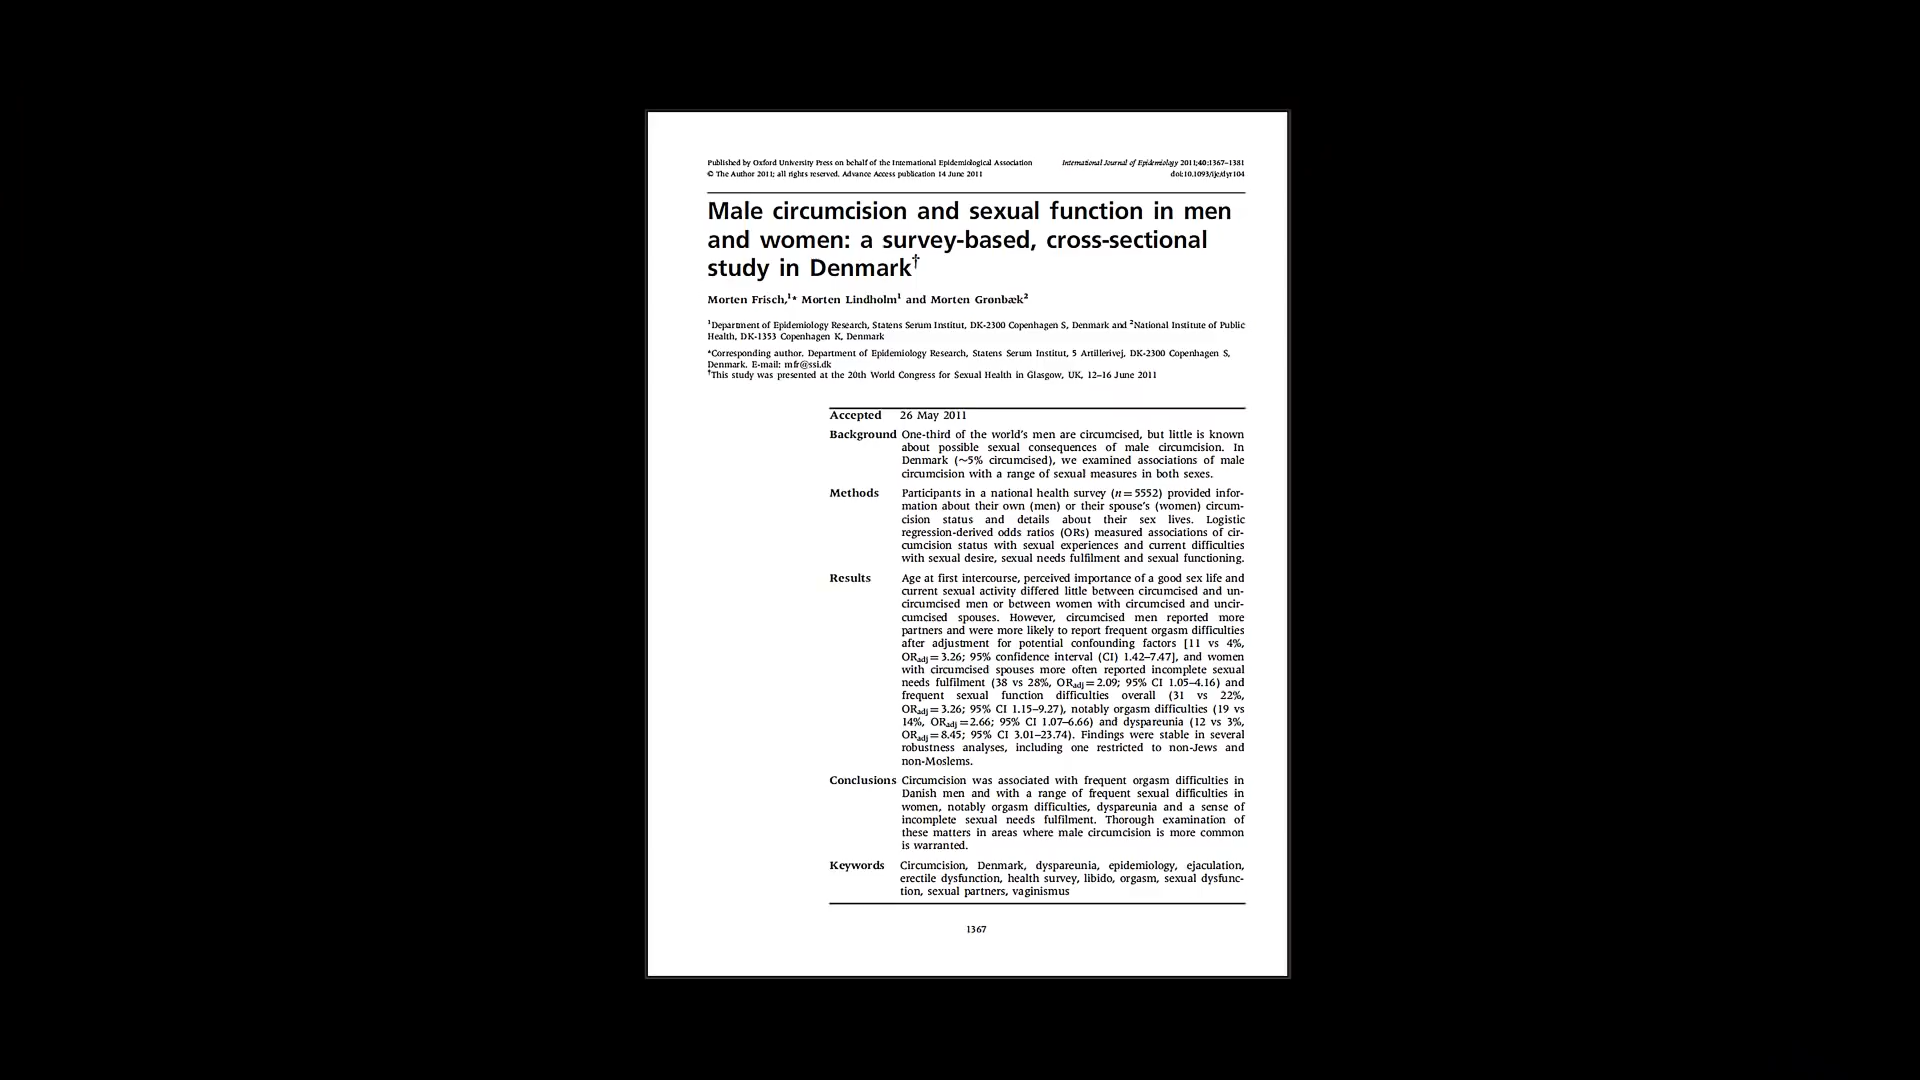 Published by Oxford University Press on behalf of the International Epidemiological Association
© The Author 2011; all rights reserved. Advance Access publication 14 June 2011
International Journal of Epidemiology 2011;40:1367–1381
doi:10.1093/ije/dyr104
Male circumcision and sexual function in men
and women: a survey-based, cross-sectional
study in Denmark†
Morten Frisch,1* Morten Lindholm1 and Morten Grønbæk2
1Department of Epidemiology Research, Statens Serum Institut, DK-2300 Copenhagen S, Denmark and 2National Institute of Public
Health, DK-1353 Copenhagen K, Denmark
*Corresponding author. Department of Epidemiology Research, Statens Serum Institut, 5 Artillerivej, DK-2300 Copenhagen S,
Denmark. E-mail: mfr@ssi.dk
†This study was presented at the 20th World Congress for Sexual Health in Glasgow, UK, 12–16 June 2011
Accepted 26 May 2011
Background One-third of the world's men are circumcised, but little is known
about possible sexual consequences of male circumcision. In
Denmark (~5% circumcised), we examined associations of male
circumcision with a range of sexual measures in both sexes.
Methods Participants in a national health survey (n=5552) provided infor-
mation about their own (men) or their spouse's (women) circum-
cision status and details about their sex lives. Logistic
regression-derived odds ratios (ORs) measured associations of cir-
cumcision status with sexual experiences and current difficulties
with sexual desire, sexual needs fulfilment and sexual functioning.
Results Age at first intercourse, perceived importance of a good sex life and
current sexual activity differed little between circumcised and un-
circumcised men or between women with circumcised and uncir-
cumcised spouses. However, circumcised men reported more
partners and were more likely to report frequent orgasm difficulties
after adjustment for potential confounding factors [11 vs 4%,
ORadj=3.26; 95% confidence interval (CI) 1.42–7.47], and women
with circumcised spouses more often reported incomplete sexual
needs fulfilment (38 vs 28%, ORadj=2.09; 95% CI 1.05–4.16) and
frequent sexual function difficulties overall (31 vs 22%,
ORadj=3.26; 95% CI 1.15–9.27), notably orgasm difficulties (19 vs
14%, ORadj=2.66; 95% CI 1.07–6.66) and dyspareunia (12 vs 3%,
ORadj=8.45; 95% CI 3.01–23.74). Findings were stable in several
robustness analyses, including one restricted to non-Jews and
non-Moslems.
Conclusions Circumcision was associated with frequent orgasm difficulties in
Danish men and with a range of frequent sexual difficulties in
women, notably orgasm difficulties, dyspareunia and a sense of
incomplete sexual needs fulfilment. Thorough examination of
these matters in areas where male circumcision is more common
is warranted.
Keywords Circumcision, Denmark, dyspareunia, epidemiology, ejaculation,
erectile dysfunction, health survey, libido, orgasm, sexual dysfunc-
tion, sexual partners, vaginismus
1367